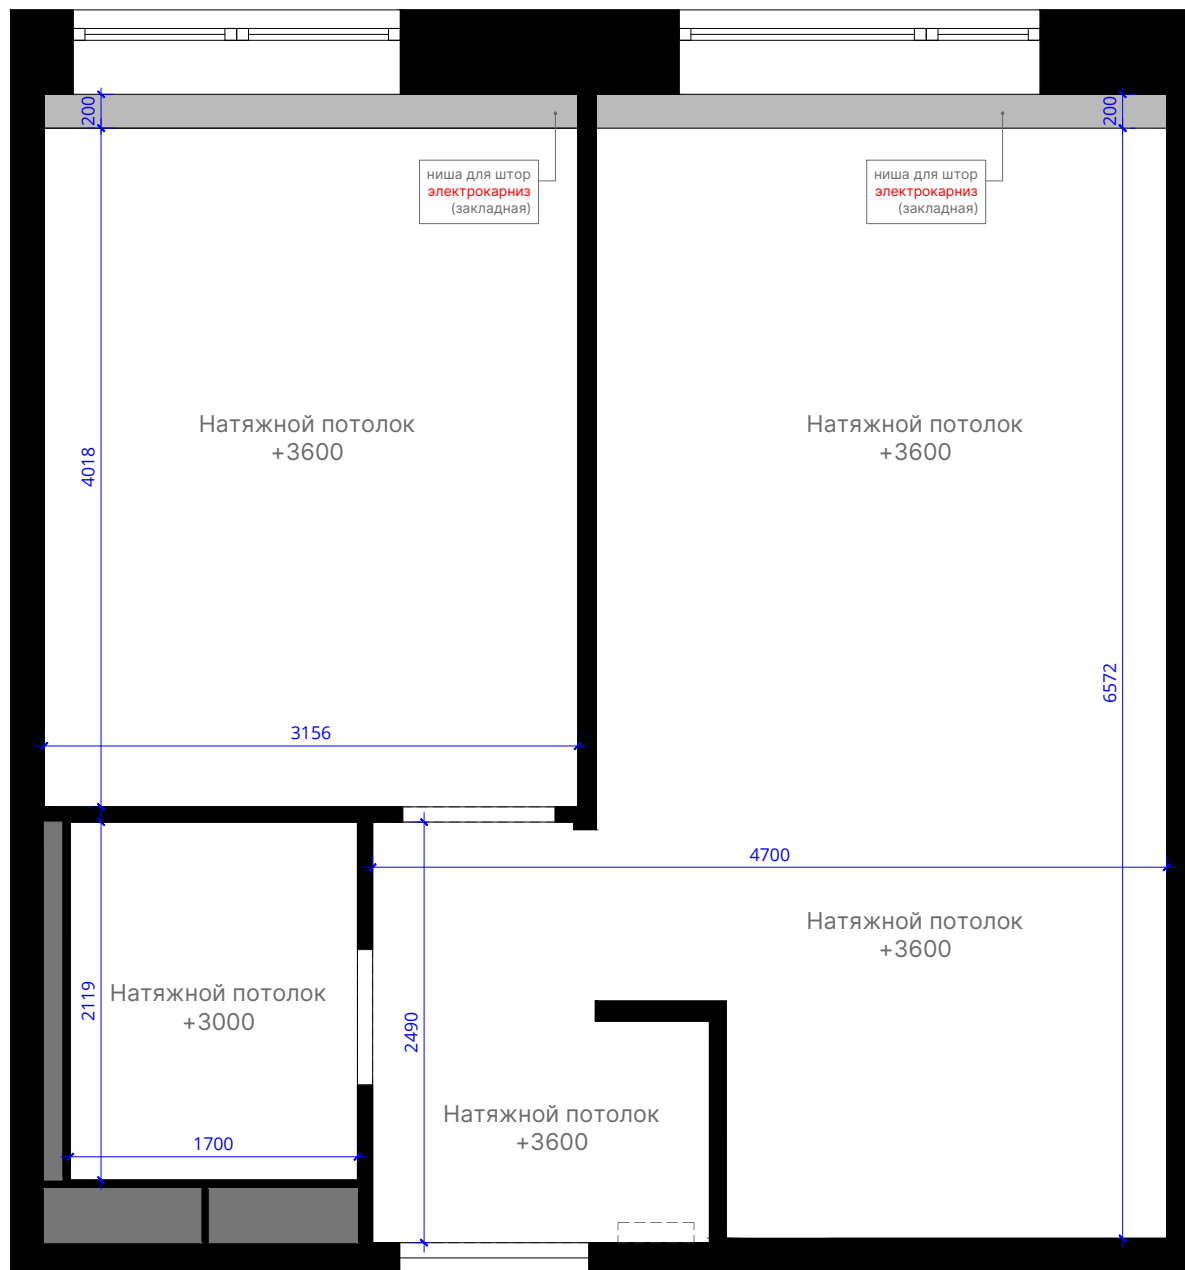 200
200
ниша для штор
электрокарниз
(закладная)
ниша для штор
электрокарниз
(закладная)
Натяжной потолок
+3600
Натяжной потолок
+3600
4018
6572
3156
4700
Натяжной потолок
+3600
Натяжной потолок
+3000
2119
2490
Натяжной потолок
+3600
1700